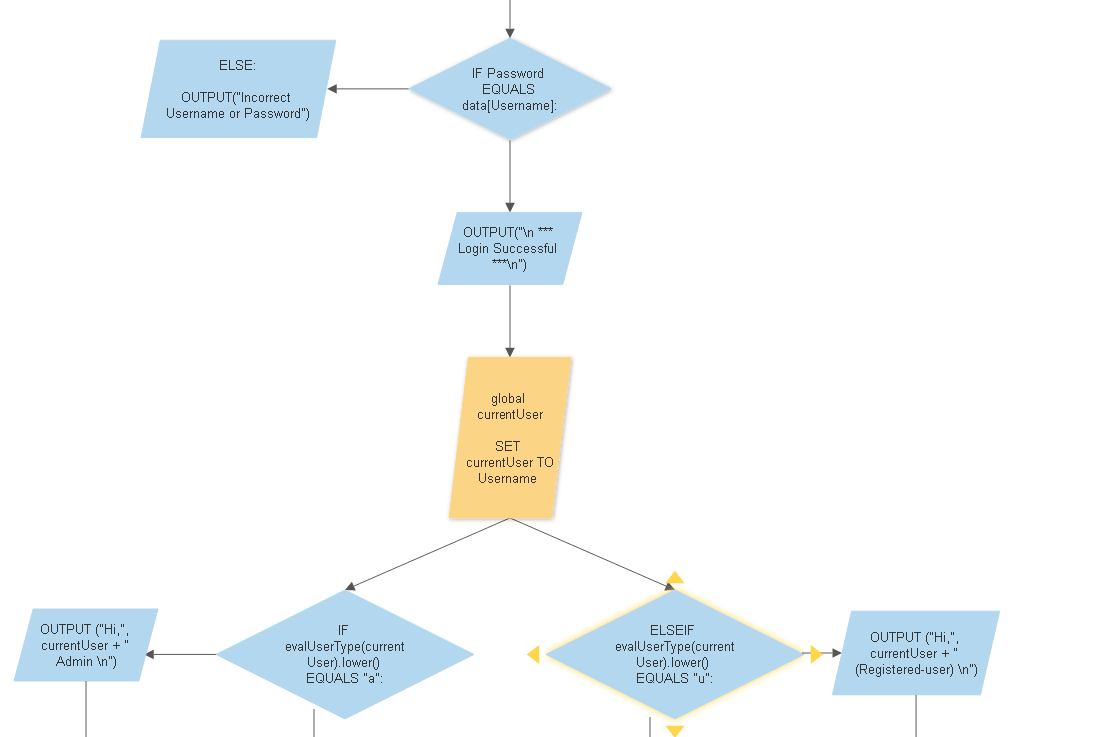 IF Password
EQUALS
data[Username]:
ELSE:
OUTPUT("Incorrect
Username or Password")
OUTPUT("\n ***
Login Successful
***\n")
global
currentUser
SET
currentUser TO
Username
IF
evalUserType(current
User).lower()
EQUALS "a":
OUTPUT ("Hi,",
currentUser + "
Admin \n")
ELSEIF
evalUserType(current
User).lower()
EQUALS "u":
OUTPUT ("Hi,",
currentUser + "
(Registered-user) \n")